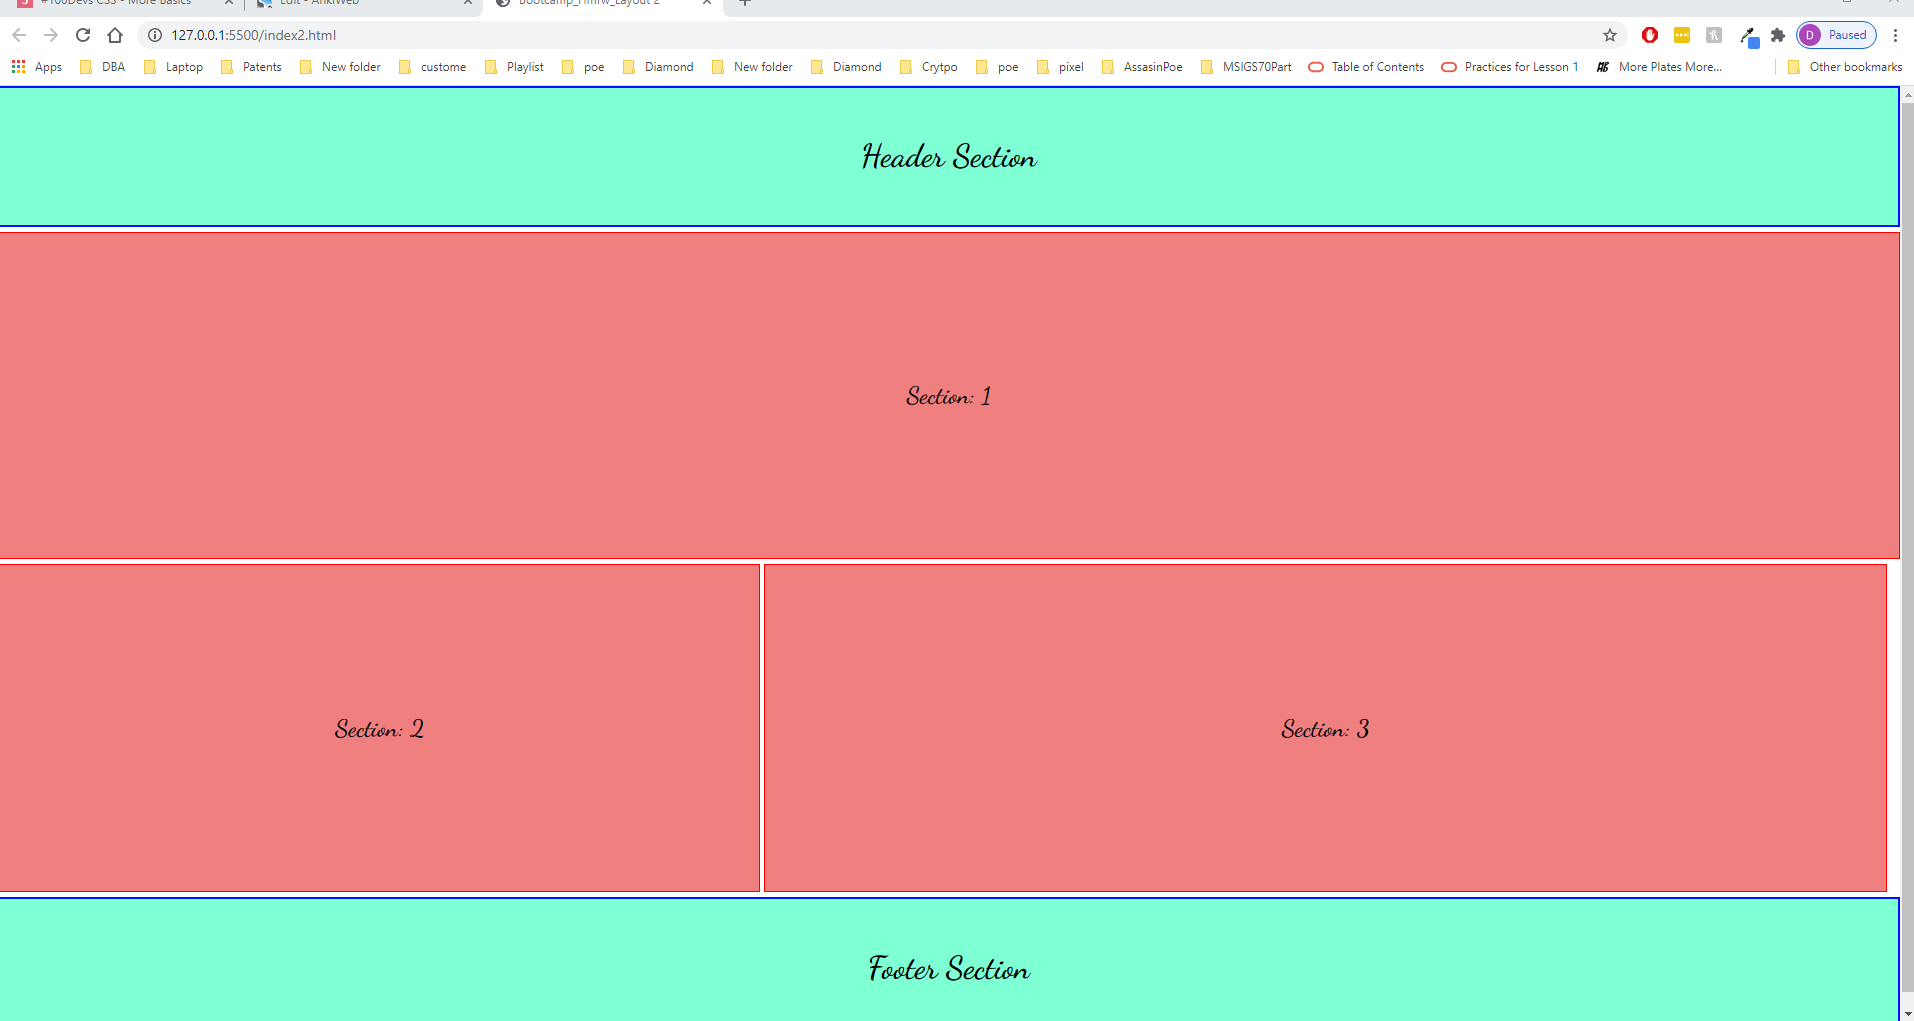 #100Devs CSS - More Basics
Edit - AnkiWeb
Bootcamp_Hmrw_Layout 2
127.0.0.1:5500/index2.html
D Paused
Apps DBA Laptop Patents New folder custome Playlist poe Diamond New folder Diamond Crytpo poe pixel AssasinPoe MSIGS70Part Table of Contents Practices for Lesson 1 More Plates More... Other bookmarks
Header Section
Section: 1
Section: 2
Section: 3
Footer Section